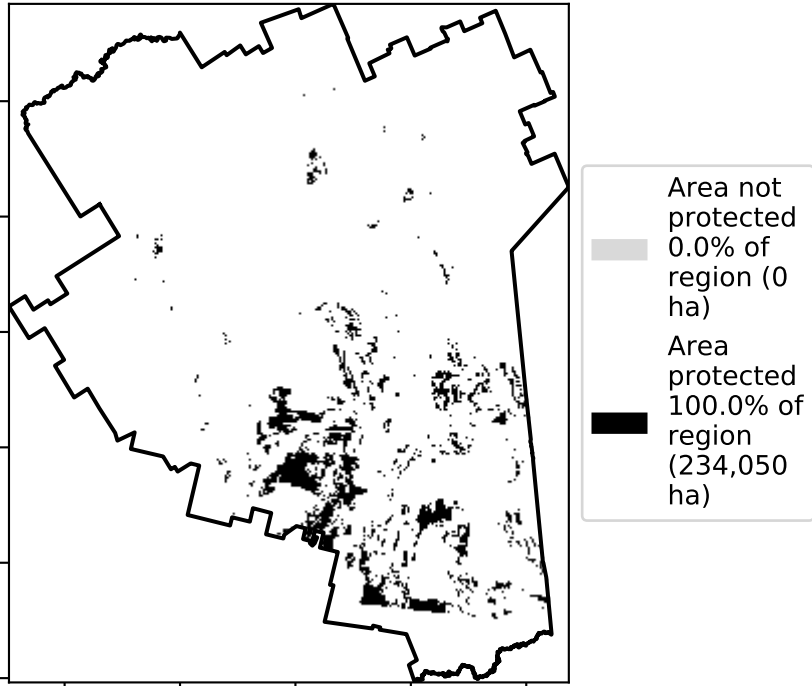 Area not
protected
0.0% of
region (0
ha)
Area
protected
100.0% of
region
(234,050
ha)